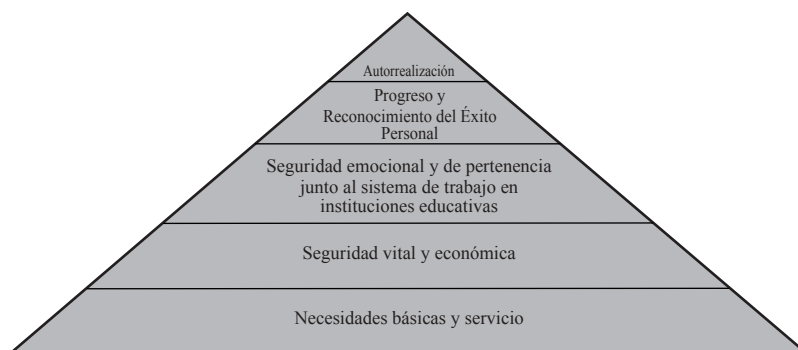 Autorrealización
Progreso y
Reconocimiento del Éxito
Personal
Seguridad emocional y de pertenencia
junto al sistema de trabajo en
instituciones educativas
Seguridad vital y económica
Necesidades básicas y servicio